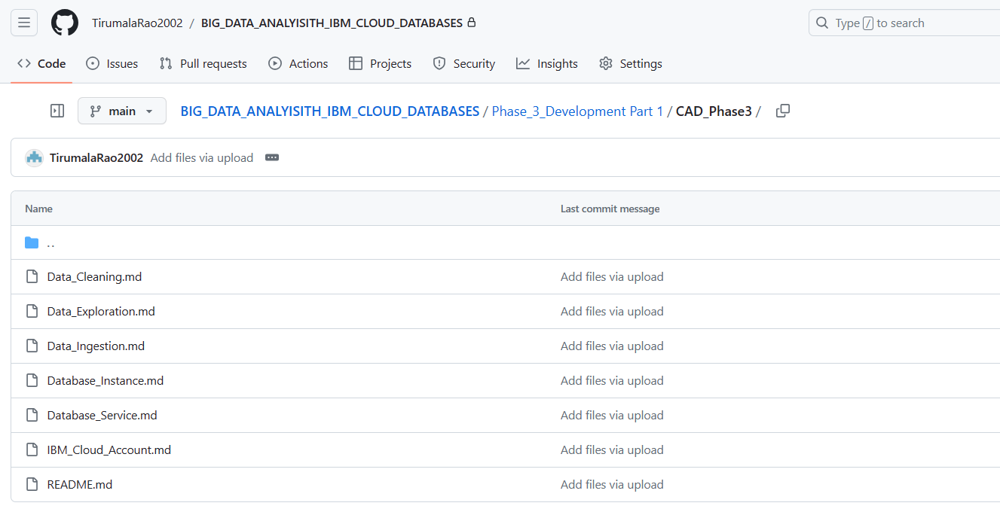 TirumalaRao2002 / BIG_DATA_ANALYISITH_IBM_CLOUD_DATABASES
Type / to search
Code Issues Pull requests Actions Projects Security Insights Settings
main BIG_DATA_ANALYISITH_IBM_CLOUD_DATABASES / Phase_3_Development Part 1 / CAD_Phase3 /
TirumalaRao2002 Add files via upload
Name Last commit message
..
Data_Cleaning.md Add files via upload
Data_Exploration.md Add files via upload
Data_Ingestion.md Add files via upload
Database_Instance.md Add files via upload
Database_Service.md Add files via upload
IBM_Cloud_Account.md Add files via upload
README.md Add files via upload